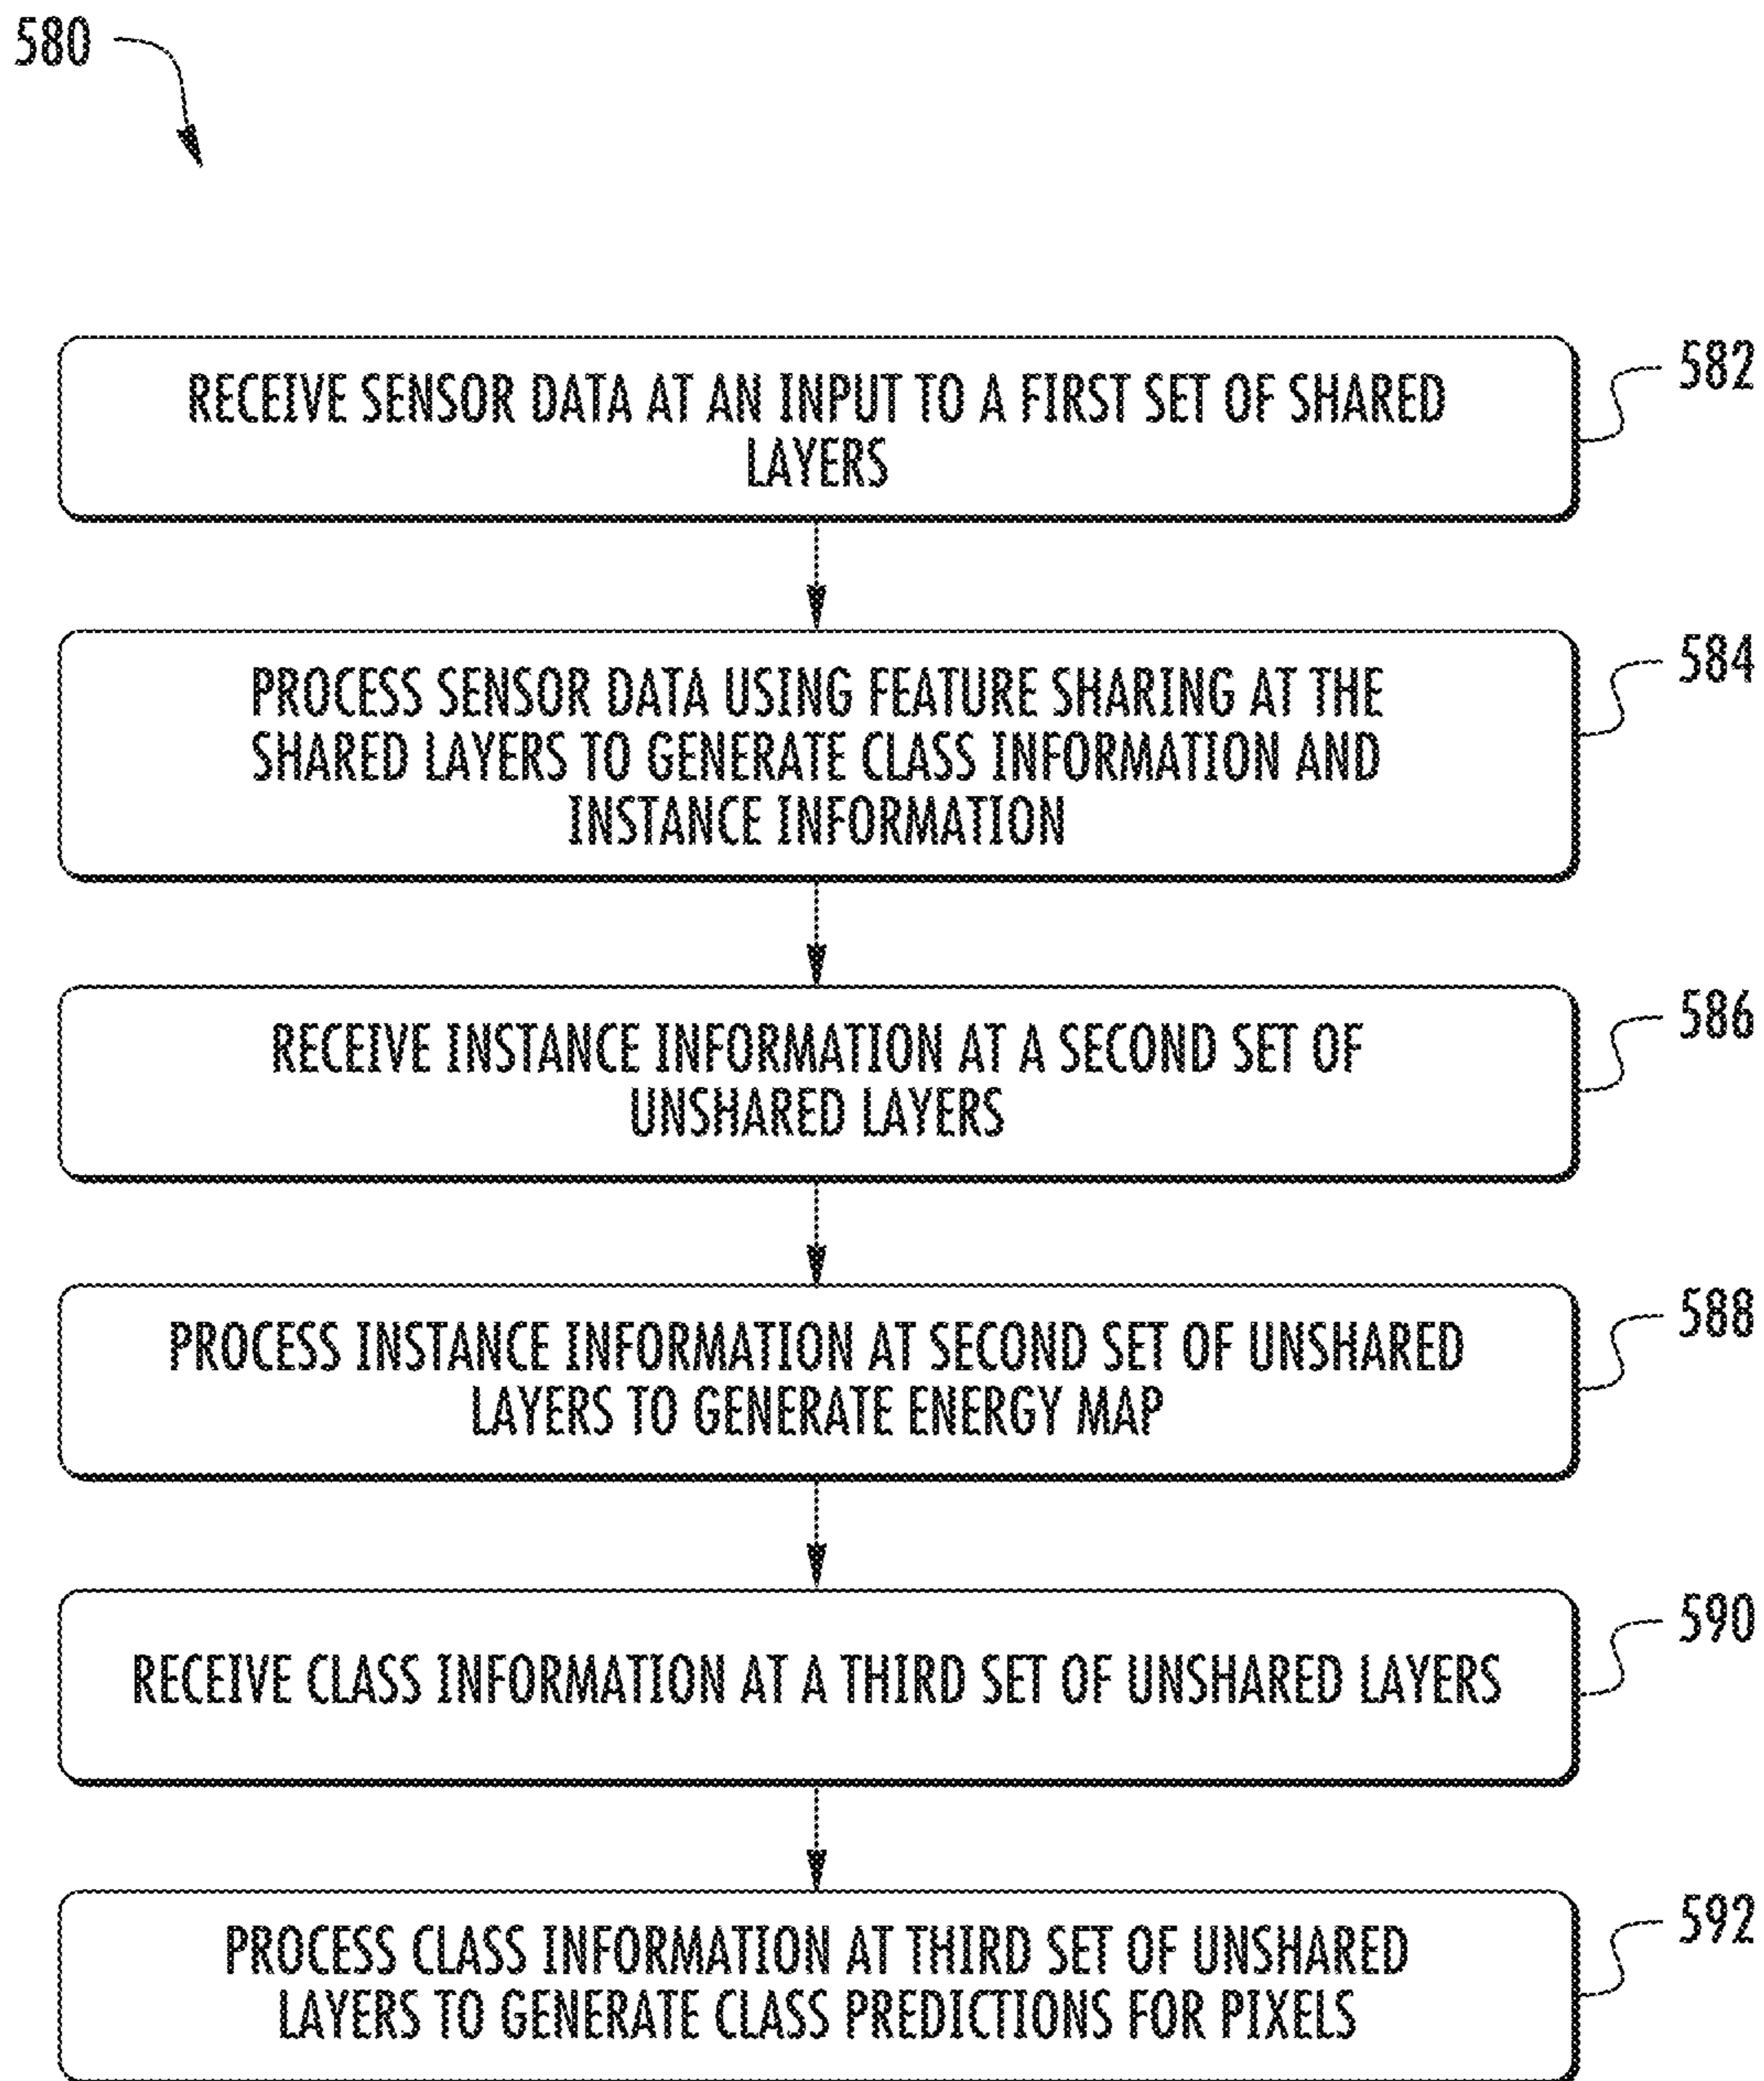 580
RECEIVE SENSOR DATA AT AN INPUT TO A FIRST SET OF SHARED
LAYERS
582
PROCESS SENSOR DATA USING FEATURE SHARING AT THE
SHARED LAYERS TO GENERATE CLASS INFORMATION AND
INSTANCE INFORMATION
584
RECEIVE INSTANCE INFORMATION AT A SECOND SET OF
UNSHARED LAYERS
586
PROCESS INSTANCE INFORMATION AT SECOND SET OF UNSHARED
LAYERS TO GENERATE ENERGY MAP
588
RECEIVE CLASS INFORMATION AT A THIRD SET OF UNSHARED LAYERS
590
PROCESS CLASS INFORMATION AT THIRD SET OF UNSHARED
LAYERS TO GENERATE CLASS PREDICTIONS FOR PIXELS
592